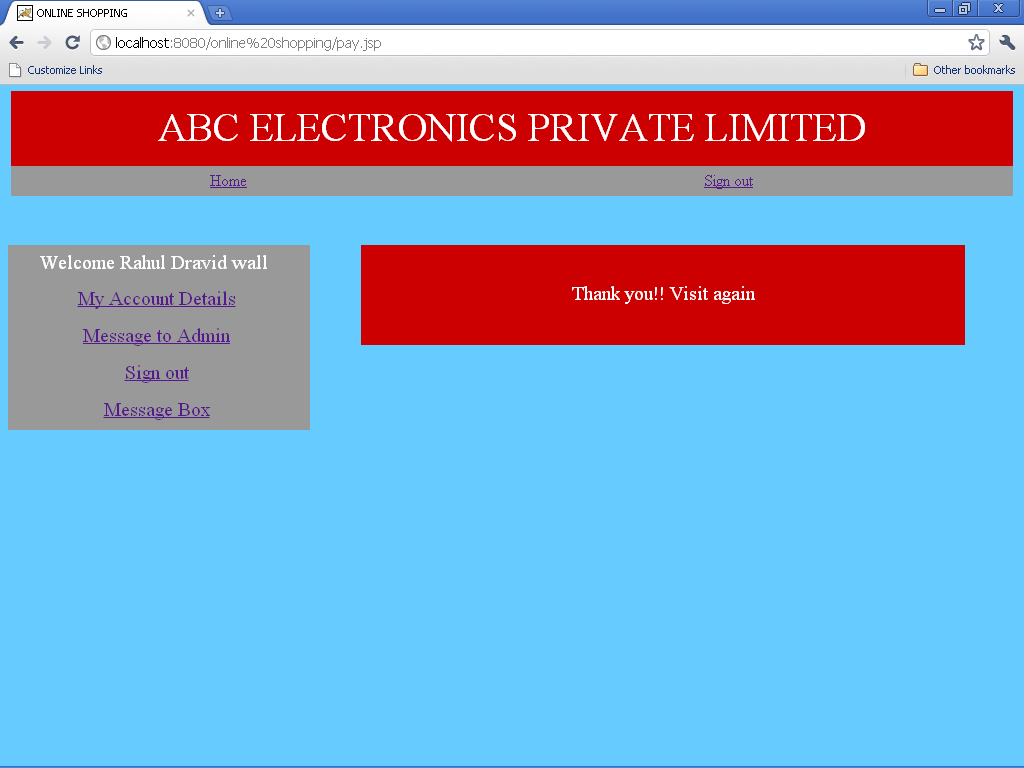 ONLINE SHOPPING
localhost:8080/online%20shopping/pay.jsp
Customize Links
Other bookmarks
ABC ELECTRONICS PRIVATE LIMITED
Home
Sign out
Welcome Rahul Dravid wall
My Account Details
Message to Admin
Sign out
Message Box
Thank you!! Visit again